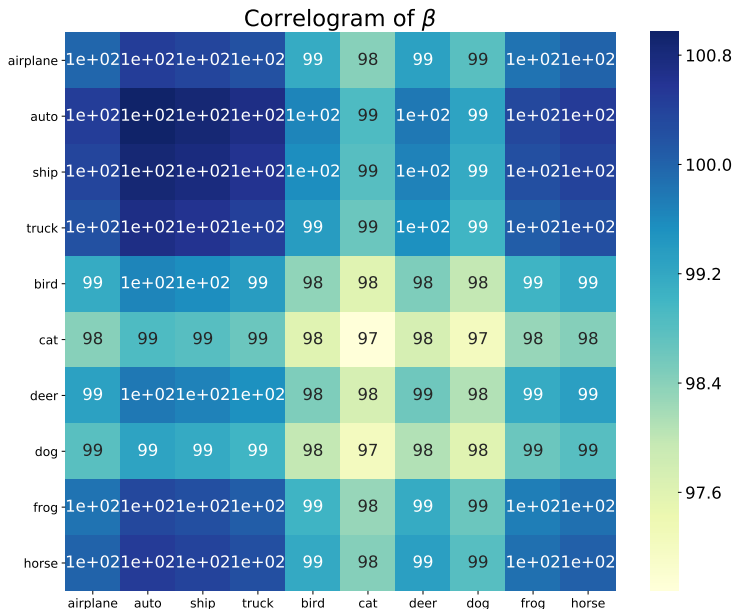 Correlogram of β
airplane 1e+02 1e+02 1e+02 1e+02 99 98 99 99 1e+02 1e+02
auto 1e+02 1e+02 1e+02 1e+02 1e+02 99 1e+02 99 1e+02 1e+02
ship 1e+02 1e+02 1e+02 1e+02 1e+02 99 1e+02 99 1e+02 1e+02
truck 1e+02 1e+02 1e+02 1e+02 99 99 1e+02 99 1e+02 1e+02
bird 99 1e+02 1e+02 99 98 98 98 98 99 99
cat 98 99 99 99 98 97 98 97 98 98
deer 99 1e+02 1e+02 1e+02 98 98 99 98 99 99
dog 99 99 99 99 98 97 98 98 99 99
frog 1e+02 1e+02 1e+02 1e+02 99 98 99 99 1e+02 1e+02
horse 1e+02 1e+02 1e+02 1e+02 99 98 99 99 1e+02 1e+02
airplane auto ship truck bird cat deer dog frog horse
100.8
100.0
99.2
98.4
97.6